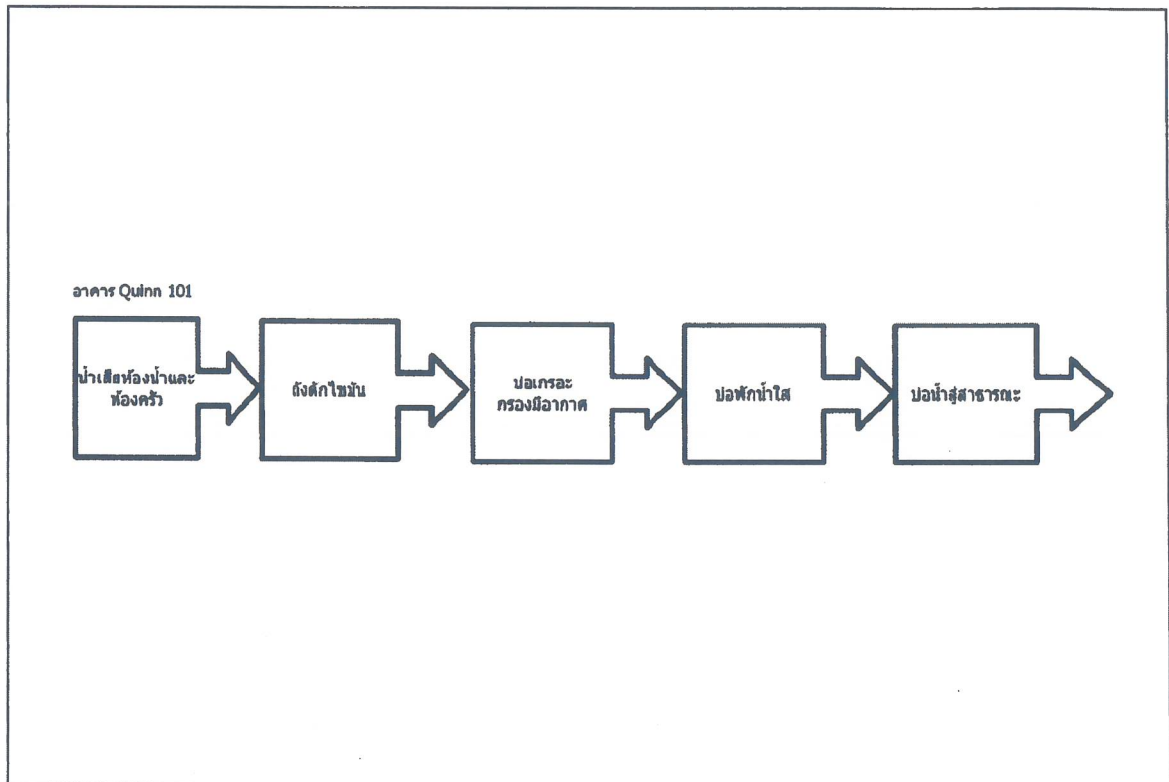 อาคาร Quinn 101
น้ำเสียห้องน้ำและ
ห้องครัว
ถังดักไขมัน
บ่อเกรอะ
กรองมีอากาศ
บ่อพักน้ำใส
บ่อน้ำสู่สาธารณะ